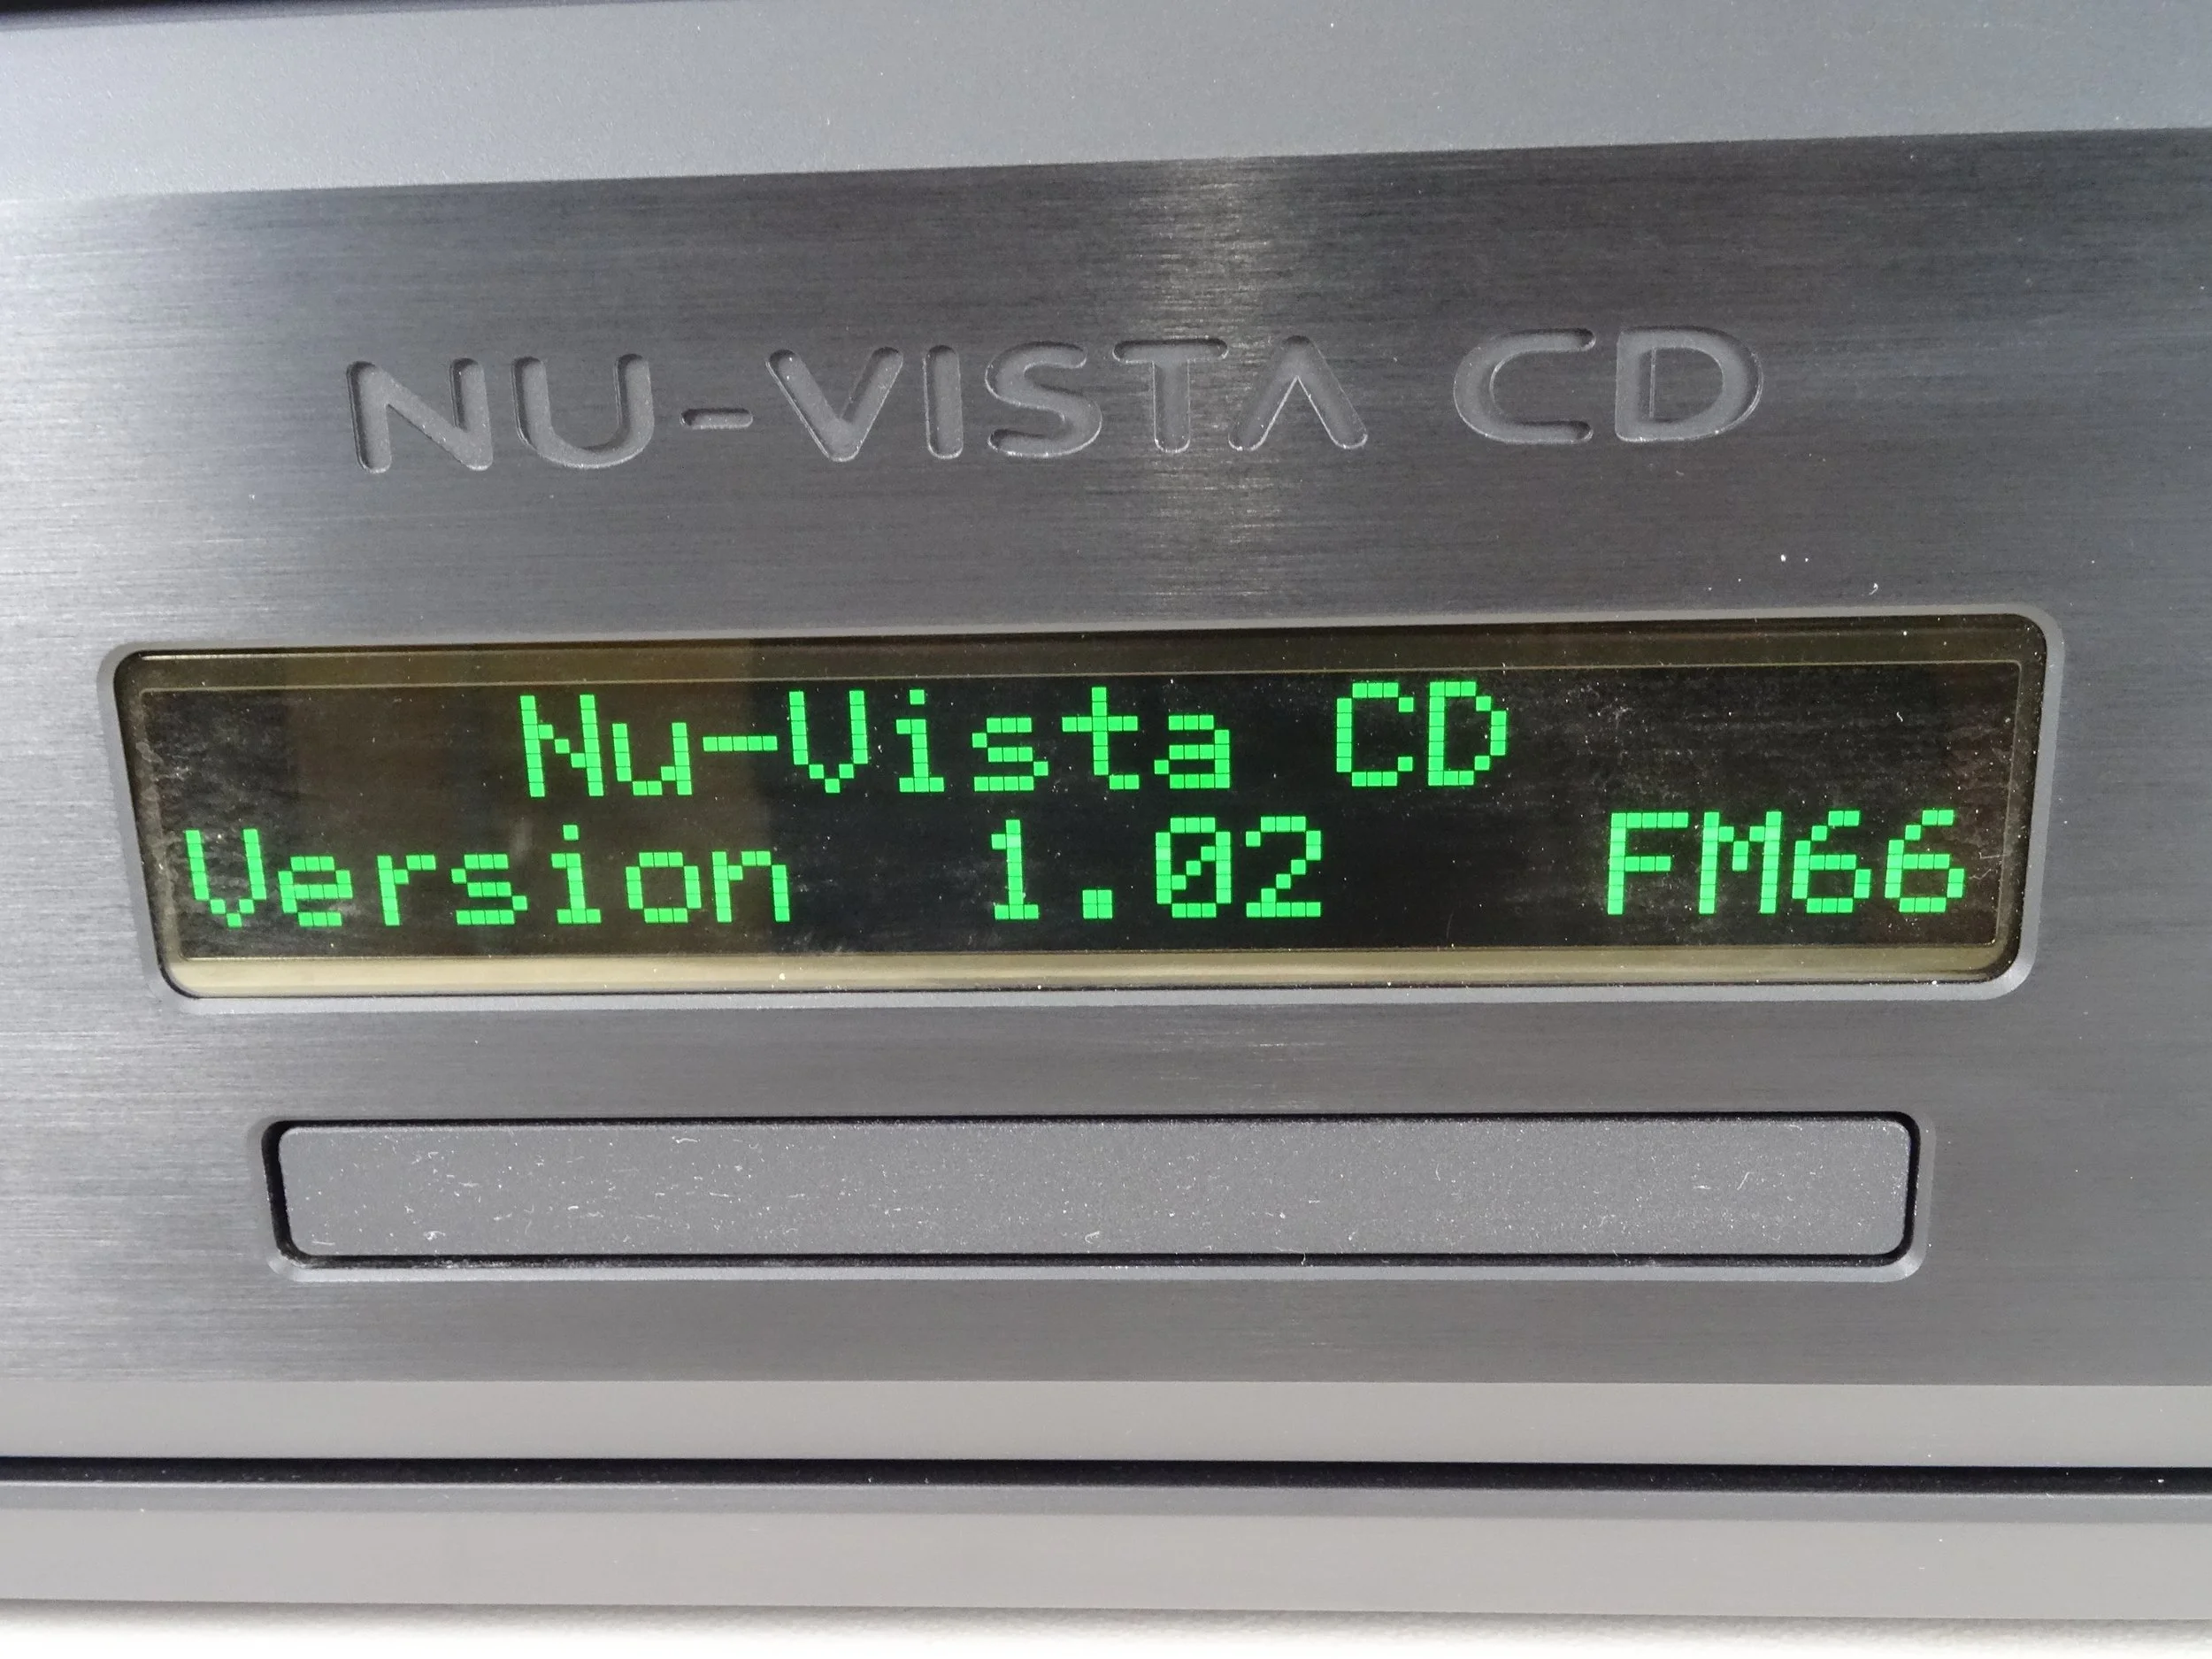 NU-VISTA CD
Nu-Vista CD
Version 1.02 FM66